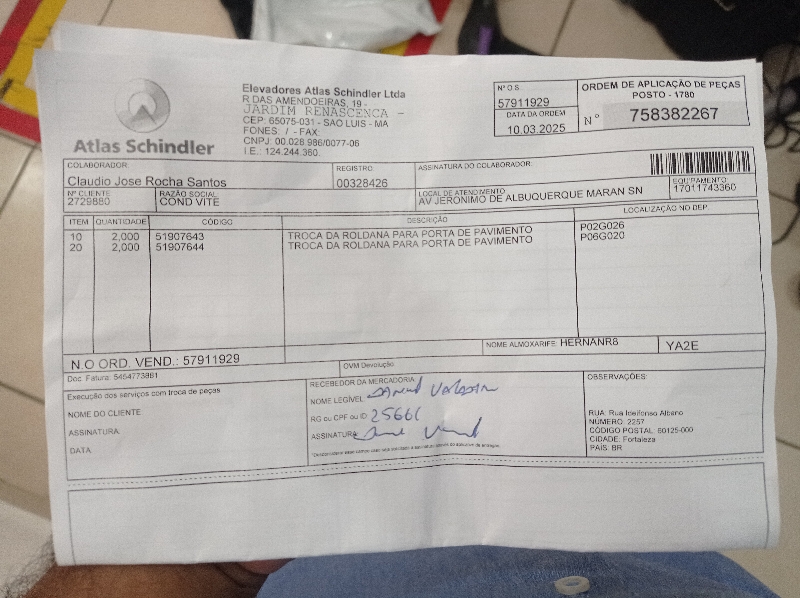 Atlas Schindler
Elevadores Atlas Schindler Ltda
R DAS AMENDOEIRAS, 19 -
JARDIM RENASCENCA -
CEP: 65075-031 - SAO LUIS - MA
FONES: / - FAX:
CNPJ: 00.028.986/0077-06
I.E.: 124.244.360.
Nº O.S.
57911929
DATA DA ORDEM
10.03.2025
ORDEM DE APLICAÇÃO DE PEÇAS
POSTO - 1780
Nº 758382267
COLABORADOR:
Claudio Jose Rocha Santos
REGISTRO:
00328426
ASSINATURA DO COLABORADOR:
Nº CLIENTE
2729880
RAZÃO SOCIAL
COND VITE
LOCAL DE ATENDIMENTO
AV JERONIMO DE ALBUQUERQUE MARAN SN
EQUIPAMENTO
17011743360
ITEM QUANTIDADE CÓDIGO DESCRIÇÃO LOCALIZAÇÃO NO DEP.
10 2,000 51907643 TROCA DA ROLDANA PARA PORTA DE PAVIMENTO P02G026
20 2,000 51907644 TROCA DA ROLDANA PARA PORTA DE PAVIMENTO P06G020
NOME ALMOXARIFE: HERNANR8 YA2E
N.O ORD. VEND.: 57911929
OVM Devolução:
Doc. Fatura: 5454773881
Execução dos serviços com troca de peças.
NOME DO CLIENTE
ASSINATURA:
DATA
RECEBEDOR DA MERCADORIA:
NOME LEGÍVEL
RG ou CPF ou ID 25661
ASSINATURA
OBSERVAÇÕES:
RUA: Rua Ildefonso Albano
NÚMERO: 2257
CÓDIGO POSTAL: 60125-000
CIDADE: Fortaleza
PAÍS: BR